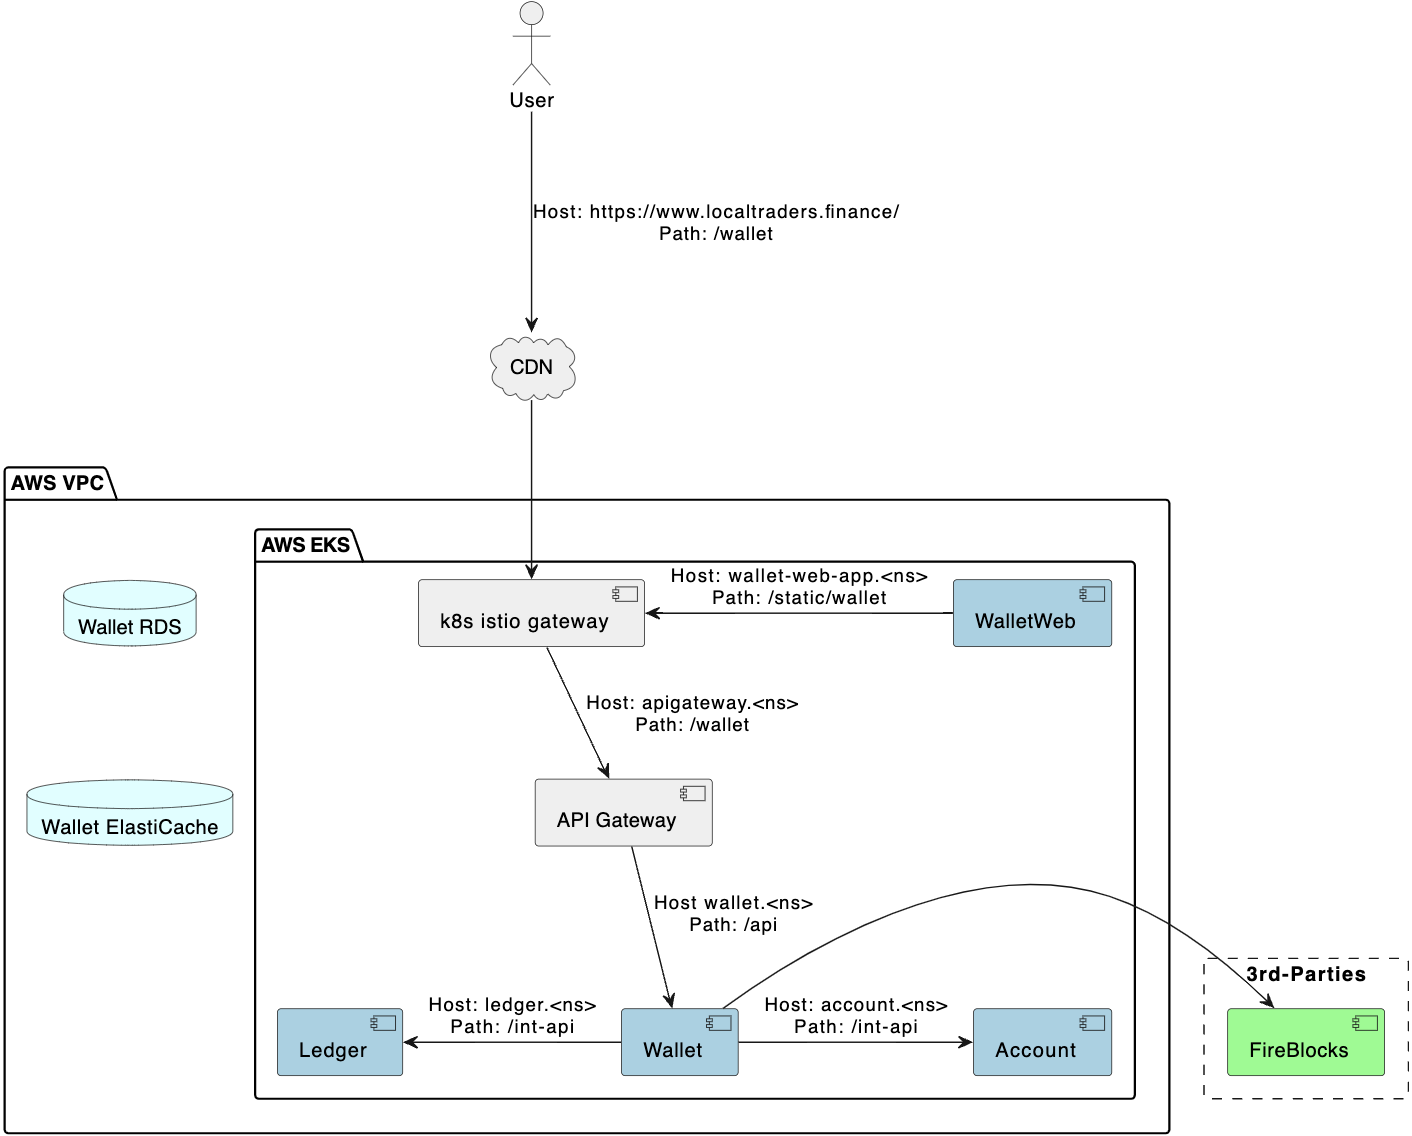 User
Host: https://www.localtraders.finance/
Path: /wallet
CDN
AWS VPC
AWS EKS
Host: wallet-web-app.<ns>
Path: /static/wallet
Wallet RDS
k8s istio gateway
WalletWeb
Host: apigateway.<ns>
Path: /wallet
Wallet ElastiCache
API Gateway
Host wallet.<ns>
Path: /api
3rd-Parties
Host: ledger.<ns>
Path: /int-api
Host: account.<ns>
Path: /int-api
Ledger
Wallet
Account
FireBlocks